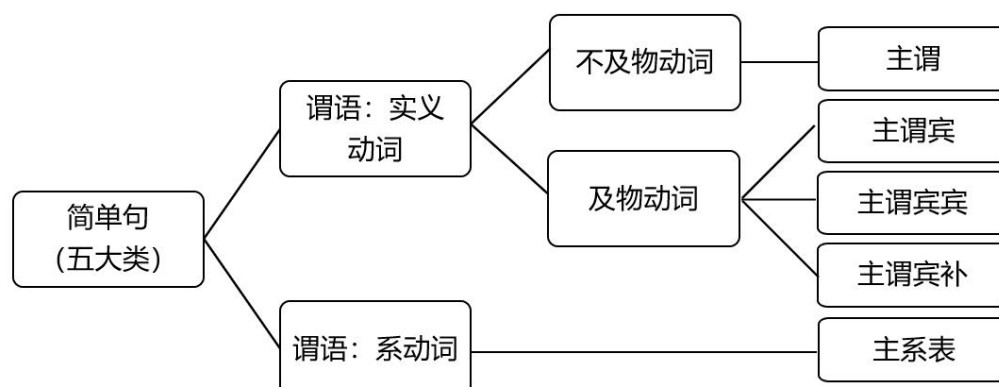 不及物动词
主谓
谓语：实义
动词
主谓宾
及物动词
主谓宾宾
简单句
（五大类）
主谓宾补
谓语：系动词
主系表